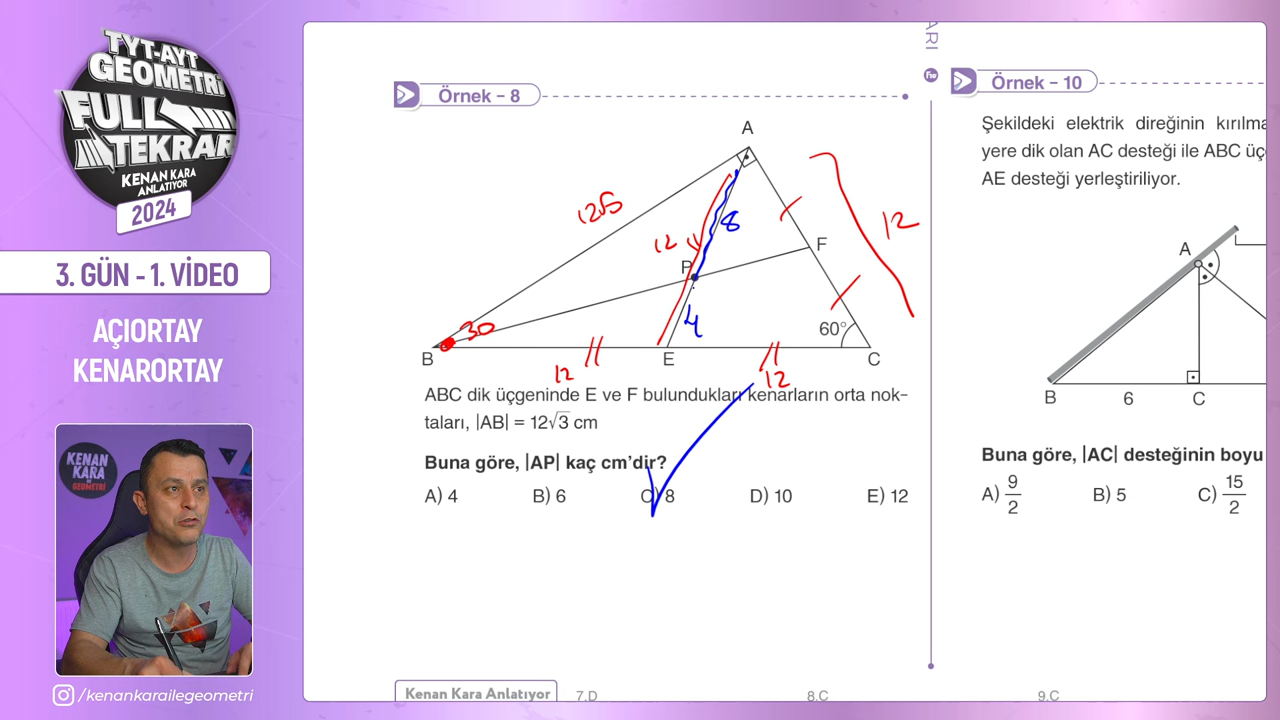 TYT-AYT
GEOMETRİ
FULL
TEKRAR
KENAN KARA
ANLATIYOR
2024
3. GÜN - 1. VİDEO
AÇIORTAY
KENARORTAY
KENAN
KARA
GEOMETRİ
/kenankarailegeometri
Örnek – 8
A
12√3
8
12
12
F
P
30
4
60°
B
E
C
12
12
ABC dik üçgeninde E ve F bulundukları kenarların orta nok-
taları, |AB| = 12√3 cm
Buna göre, |AP| kaç cm'dir?
A) 4 B) 6 C) 8 D) 10 E) 12
Kenan Kara Anlatıyor
7.D 8.C 9.C
ARI
Örnek – 10
Şekildeki elektrik direğinin kırılma
yere dik olan AC desteği ile ABC üç
AE desteği yerleştiriliyor.
A
B 6 C
Buna göre, |AC| desteğinin boyu
A) 9/2 B) 5 C) 15/2